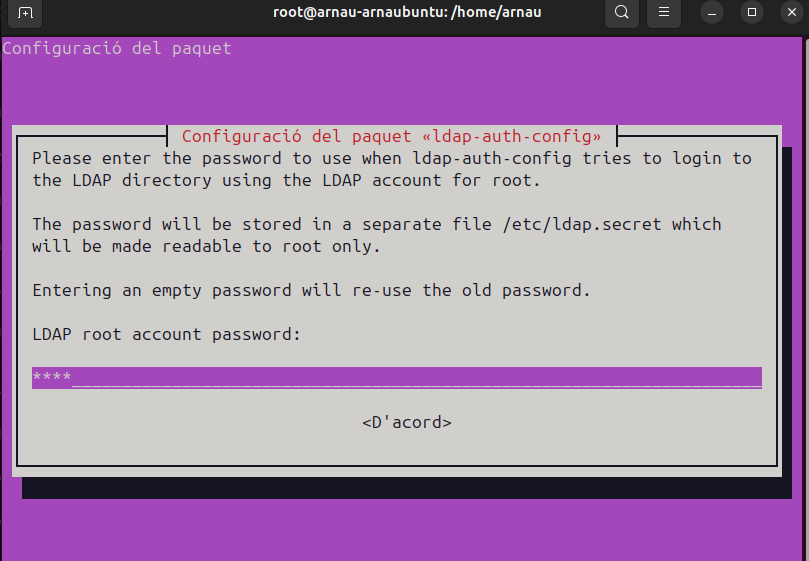 root@arnau-arnaubuntu: /home/arnau
Configuració del paquet
Configuració del paquet «ldap-auth-config»
Please enter the password to use when ldap-auth-config tries to login to
the LDAP directory using the LDAP account for root.
The password will be stored in a separate file /etc/ldap.secret which
will be made readable to root only.
Entering an empty password will re-use the old password.
LDAP root account password:
****_____________________________________________________________________
<D'acord>